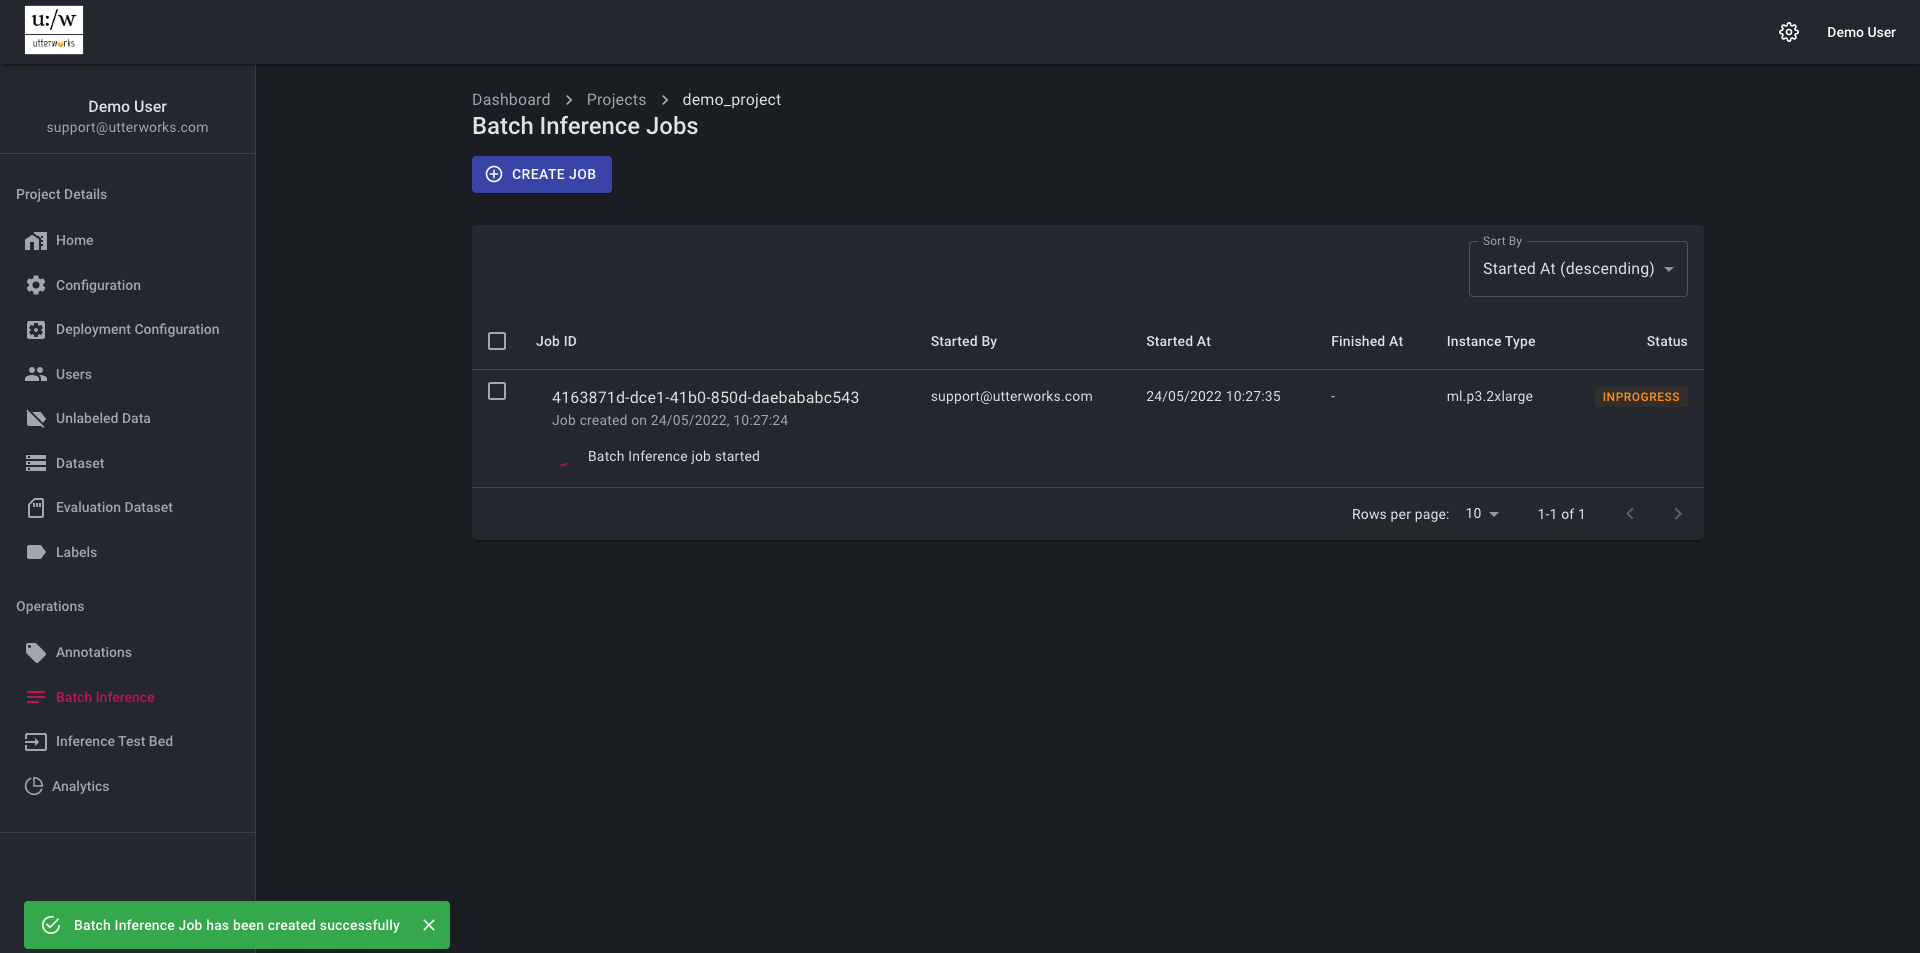 u:/w
utterworks
Demo User
Demo User
support@utterworks.com
Project Details
Home
Configuration
Deployment Configuration
Users
Unlabeled Data
Dataset
Evaluation Dataset
Labels
Operations
Annotations
Batch Inference
Inference Test Bed
Analytics
Dashboard > Projects > demo_project
Batch Inference Jobs
CREATE JOB
Sort By
Started At (descending)
Job ID Started By Started At Finished At Instance Type Status
4163871d-dce1-41b0-850d-daebababc543 support@utterworks.com 24/05/2022 10:27:35 - ml.p3.2xlarge INPROGRESS
Job created on 24/05/2022, 10:27:24
Batch Inference job started
Rows per page: 10 1-1 of 1
Batch Inference Job has been created successfully